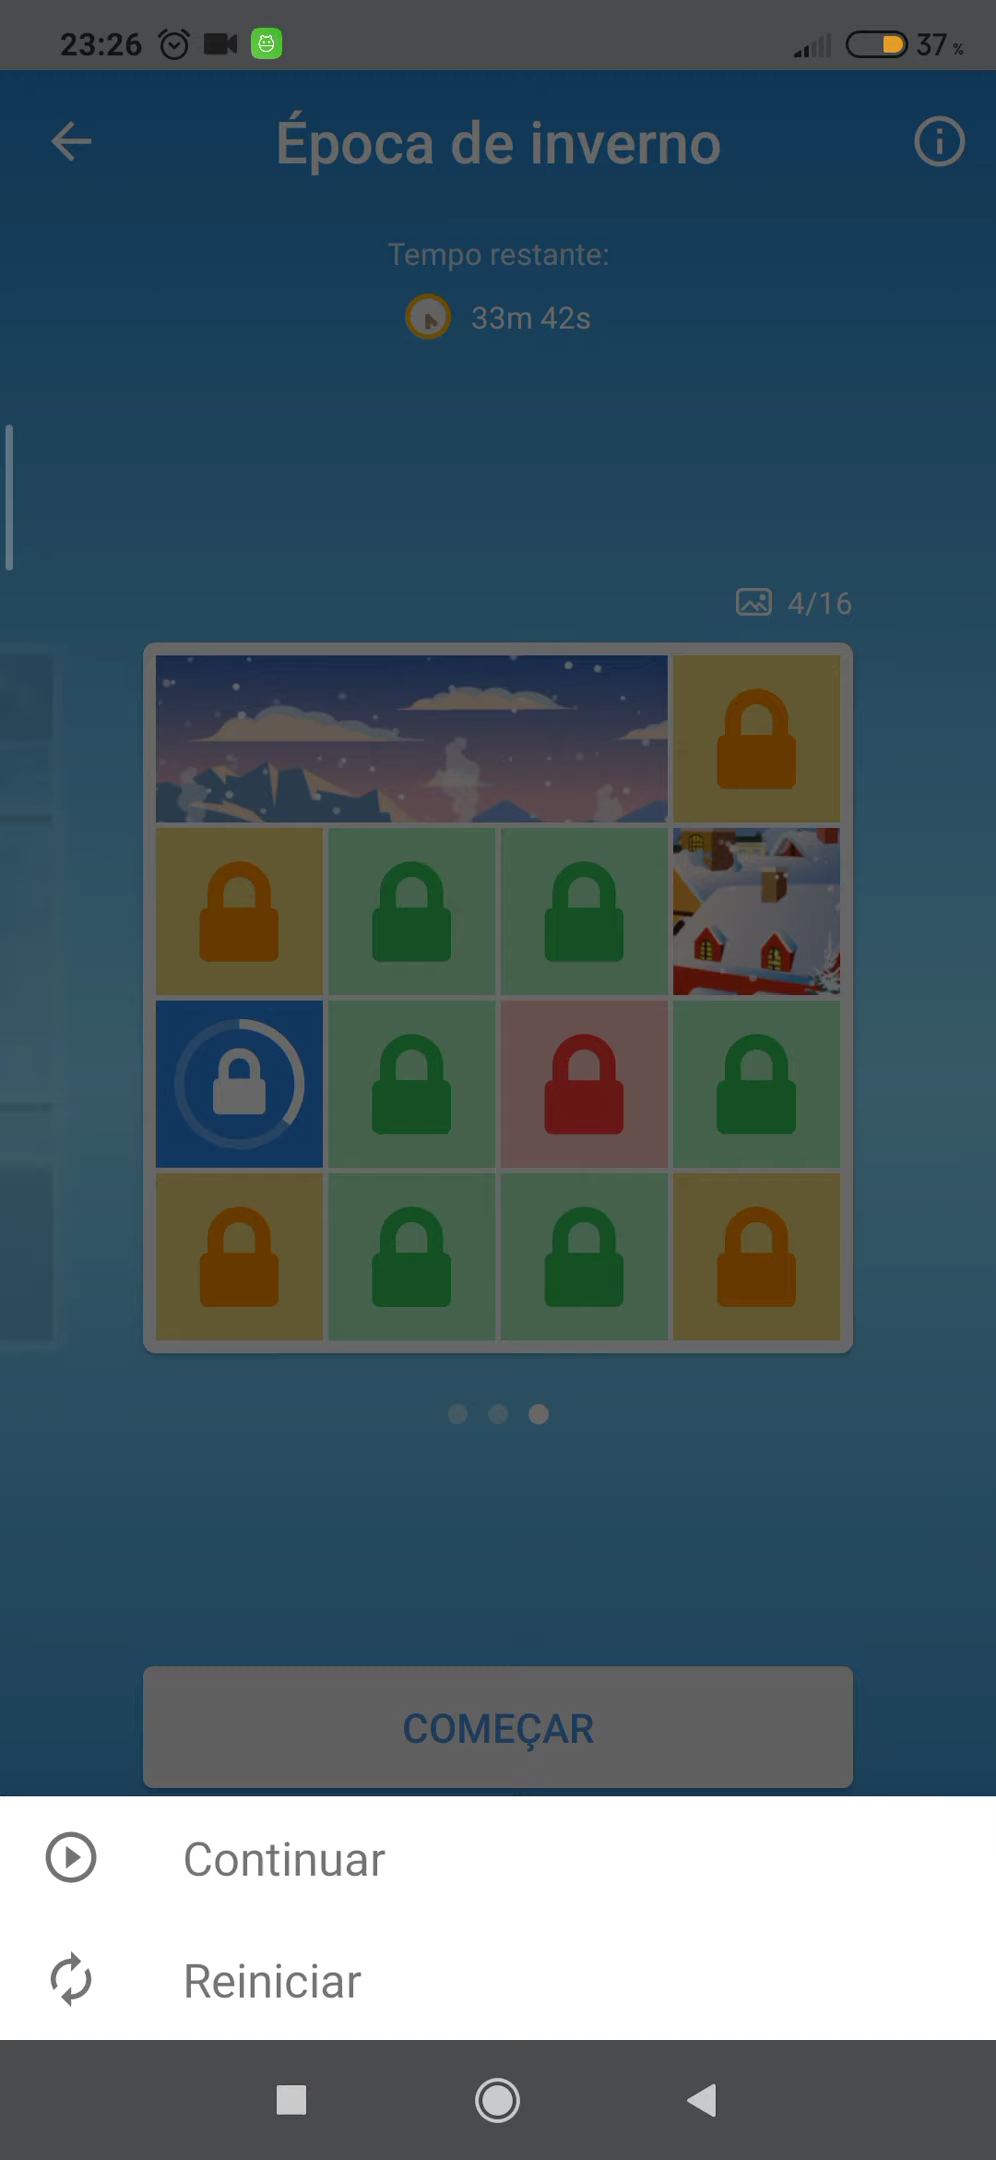 23:26
37 %
Época de inverno
Tempo restante:
33m 42s
4/16
COMEÇAR
Continuar
Reiniciar